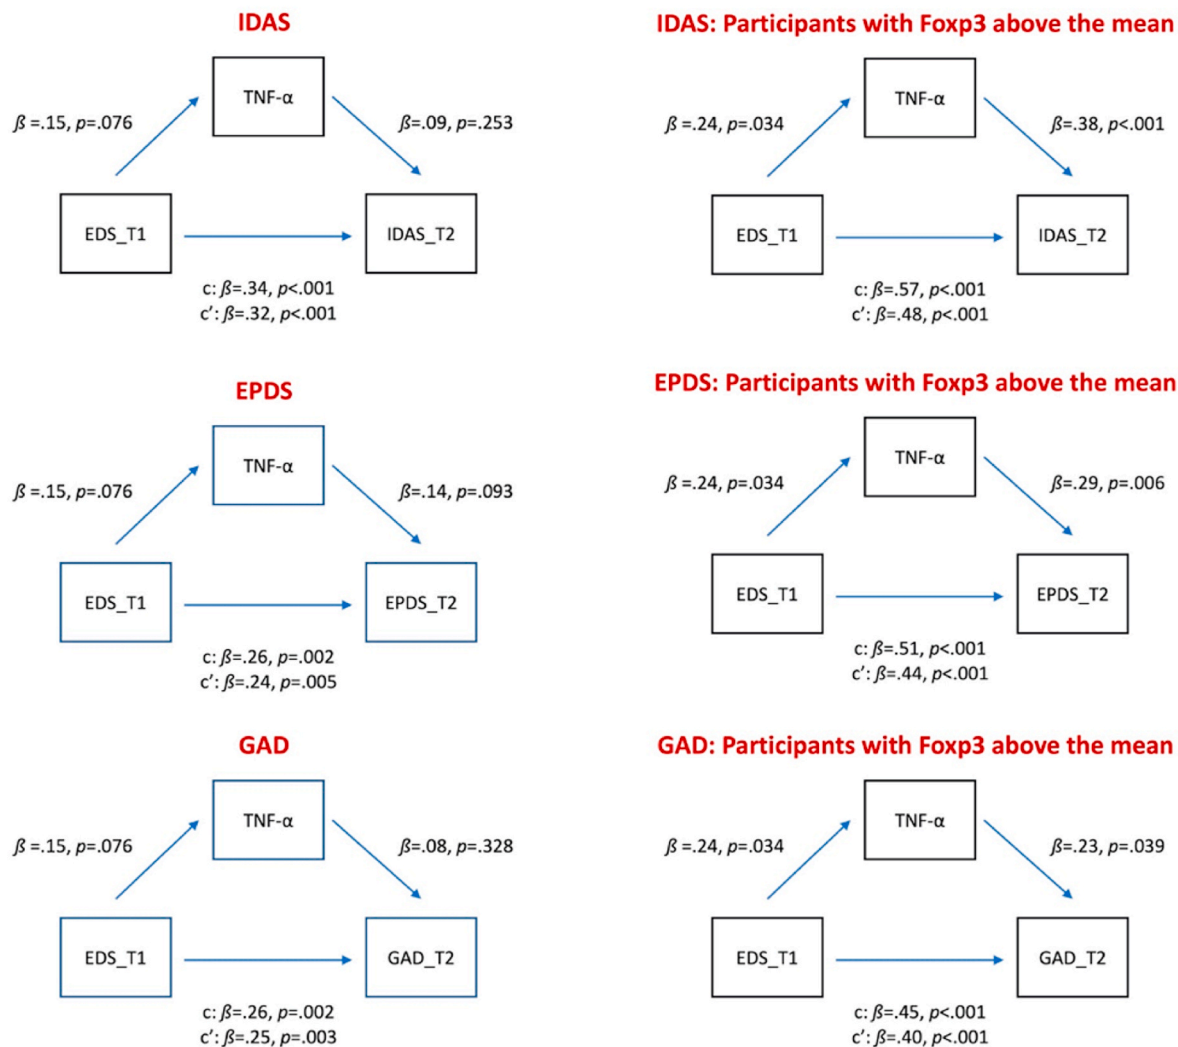 IDAS
TNF-α
ß =.15, p=.076
ß=.09, p=.253
EDS_T1
IDAS_T2
c: ß=.34, p<.001
c’: ß=.32, p<.001
IDAS: Participants with Foxp3 above the mean
TNF-α
ß =.24, p=.034
ß=.38, p<.001
EDS_T1
IDAS_T2
c: ß=.57, p<.001
c’: ß=.48, p<.001
EPDS
TNF-α
ß =.15, p=.076
ß=.14, p=.093
EDS_T1
EPDS_T2
c: ß=.26, p=.002
c’: ß=.24, p=.005
EPDS: Participants with Foxp3 above the mean
TNF-α
ß =.24, p=.034
ß=.29, p=.006
EDS_T1
EPDS_T2
c: ß=.51, p<.001
c’: ß=.44, p<.001
GAD
TNF-α
ß =.15, p=.076
ß=.08, p=.328
EDS_T1
GAD_T2
c: ß=.26, p=.002
c’: ß=.25, p=.003
GAD: Participants with Foxp3 above the mean
TNF-α
ß =.24, p=.034
ß=.23, p=.039
EDS_T1
GAD_T2
c: ß=.45, p<.001
c’: ß=.40, p<.001